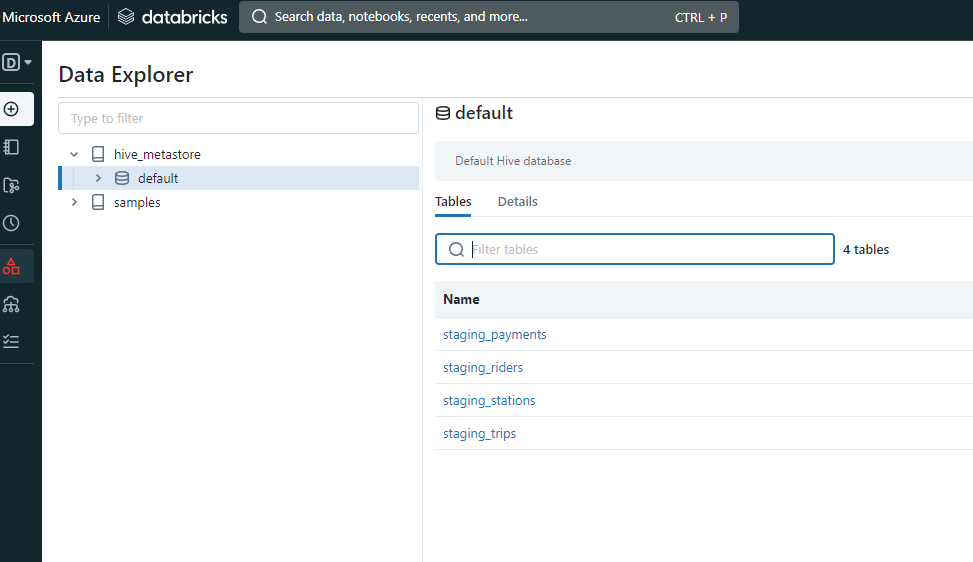 Microsoft Azure databricks Search data, notebooks, recents, and more... CTRL + P
D
Data Explorer
Type to filter
hive_metastore
default
samples
default
Default Hive database
Tables Details
Filter tables 4 tables
Name
staging_payments
staging_riders
staging_stations
staging_trips